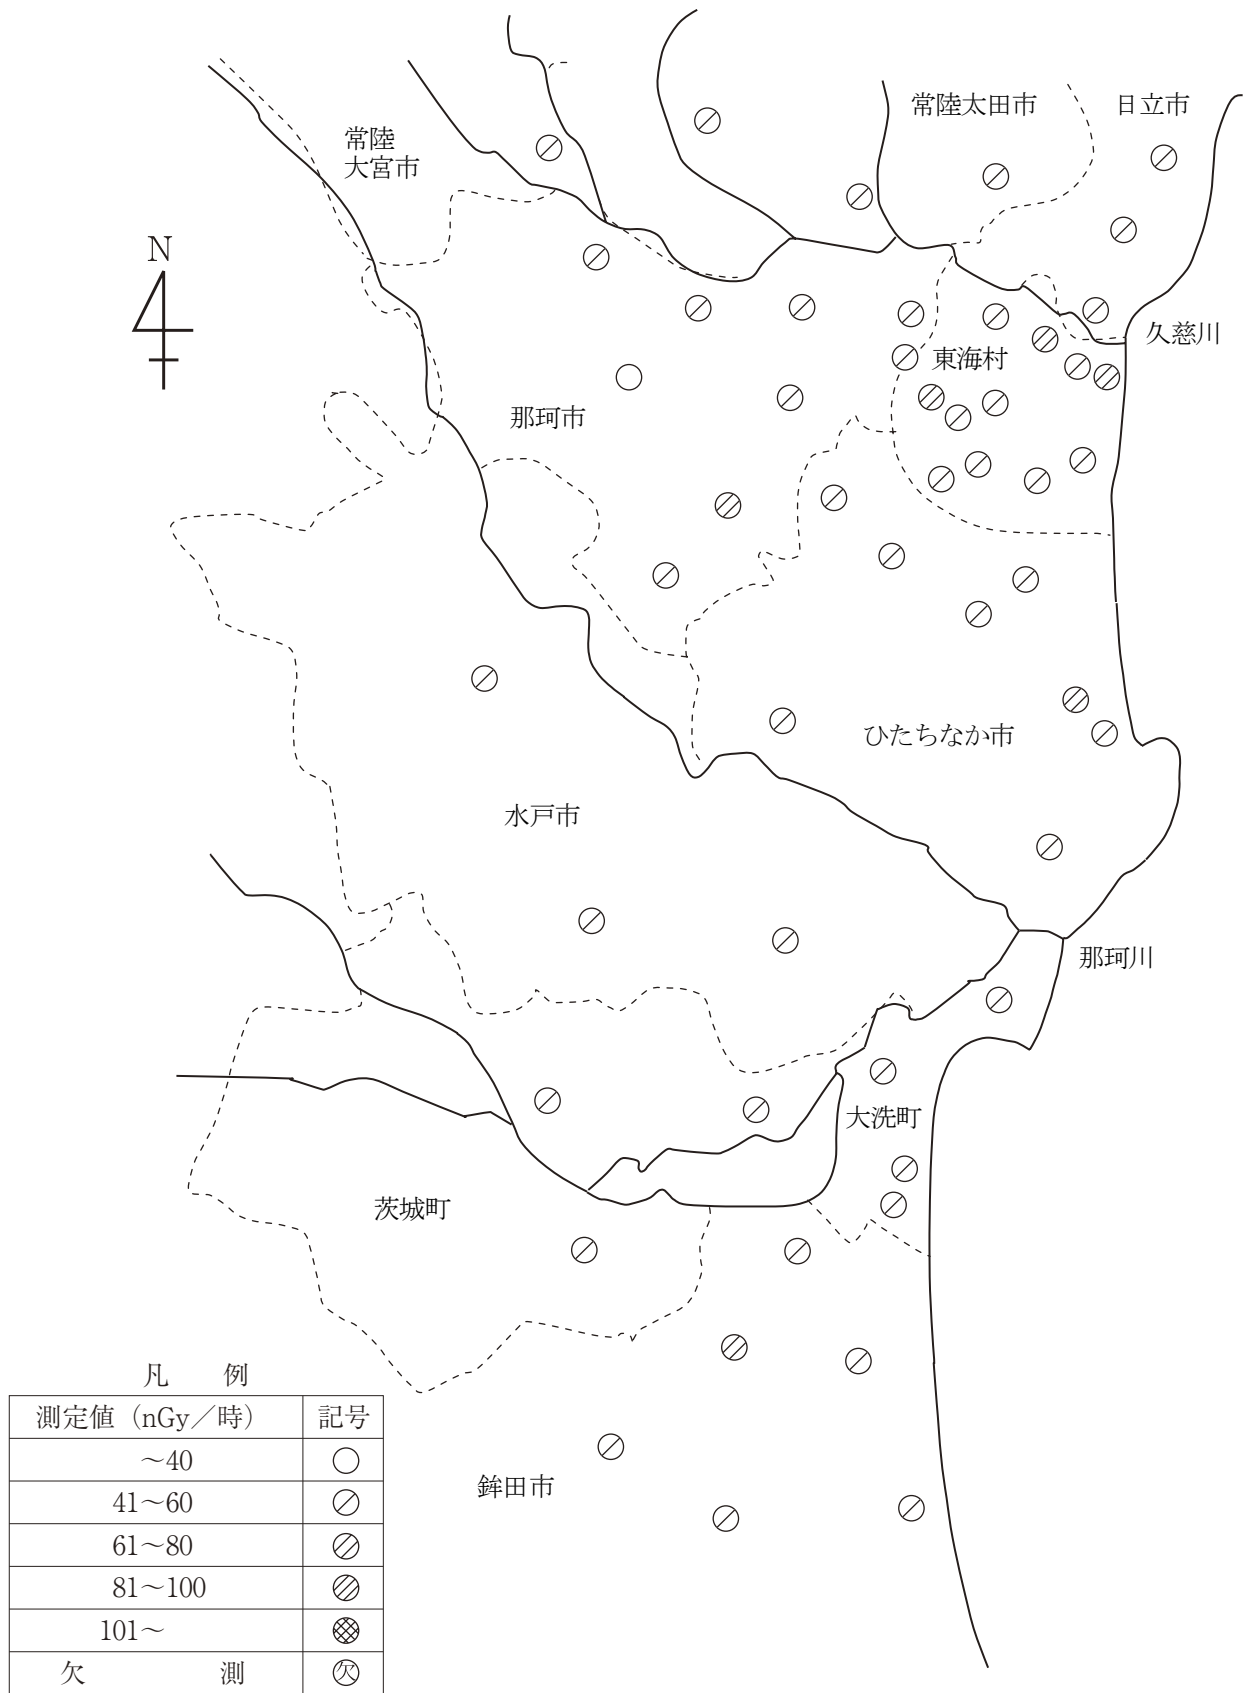 常陸太田市
日立市
常陸
大宮市
N
久慈川
東海村
那珂市
ひたちなか市
水戸市
那珂川
大洗町
茨城町
凡　　例
測定値（nGy／時） 記号
～40
41～60
61～80
81～100
101～
欠　　　　測 欠
鉾田市